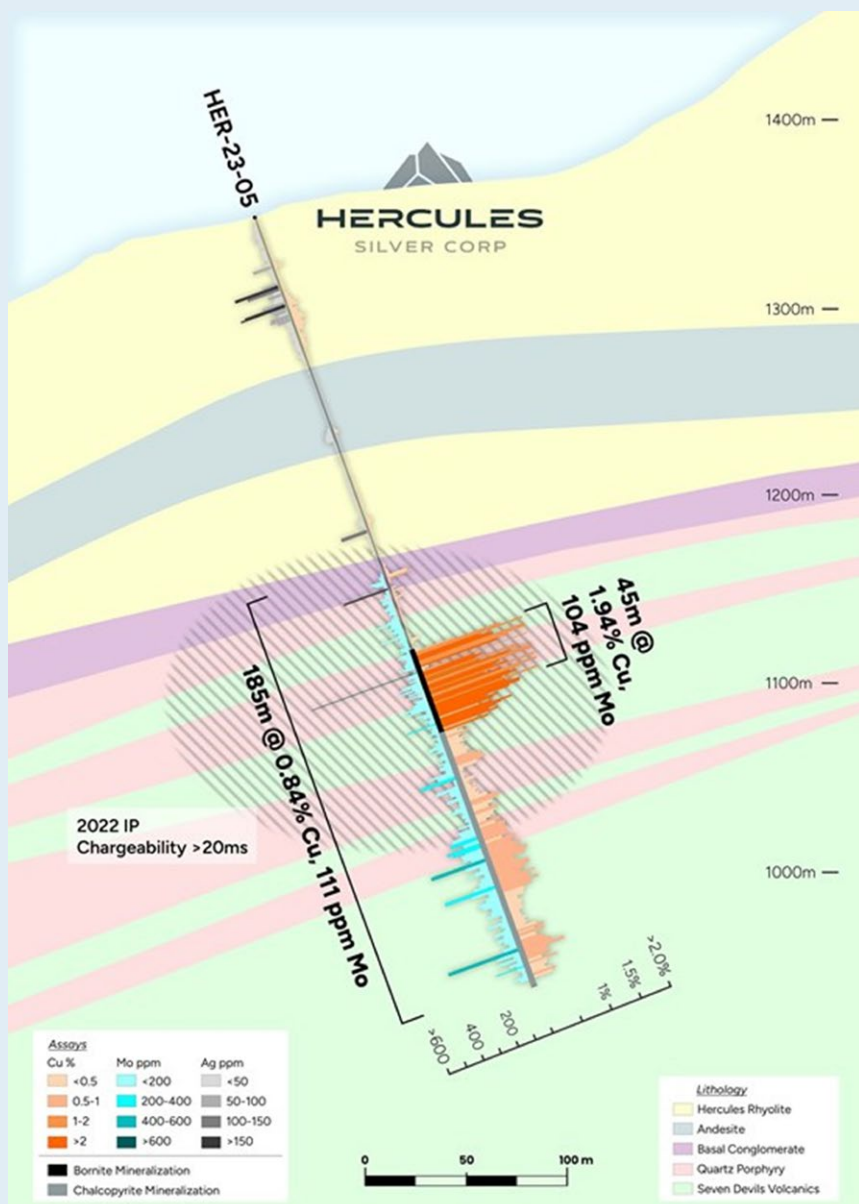 1400m
HER-23-05
HERCULES
SILVER CORP
1300m
1200m
45m @
1.94% Cu,
104 ppm Mo
1100m
185m @ 0.84% Cu, 111 ppm Mo
2022 IP
Chargeability >20ms
1000m
>600
400
200
1%
1.5%
>2.0%
Assays
Cu %
<0.5
0.5-1
1-2
>2
Mo ppm
<200
200-400
400-600
>600
Ag ppm
<50
50-100
100-150
>150
Bornite Mineralization
Chalcopyrite Mineralization
0 50 100 m
Lithology
Hercules Rhyolite
Andesite
Basal Conglomerate
Quartz Porphyry
Seven Devils Volcanics